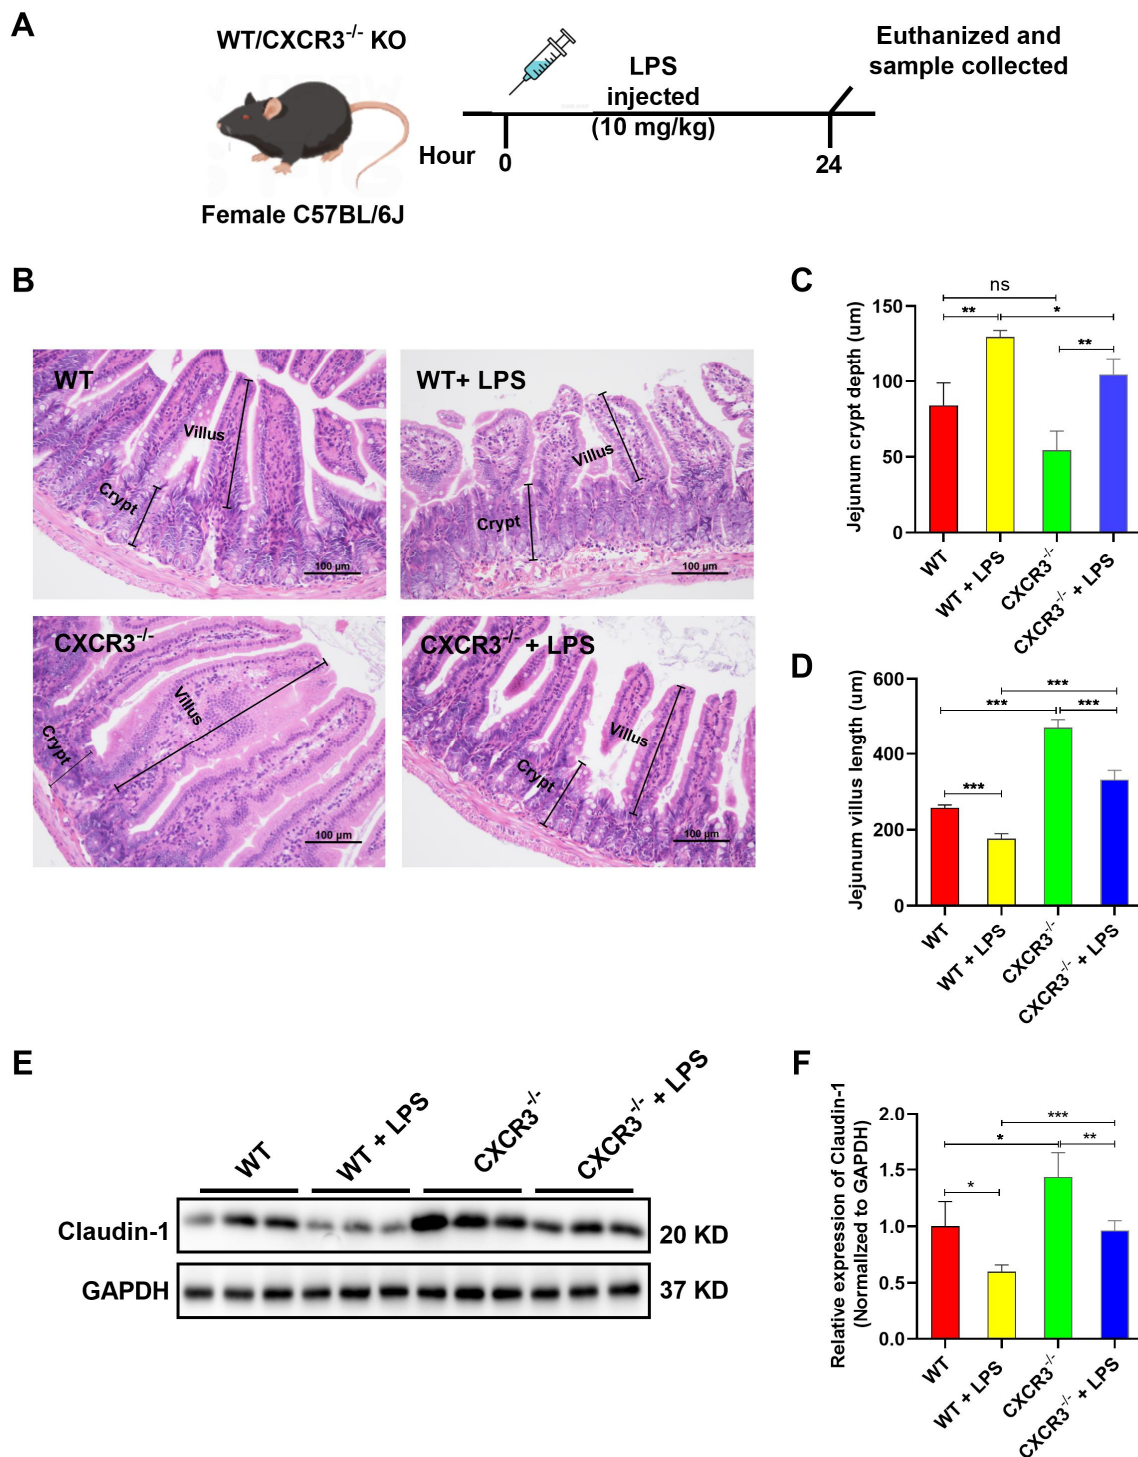 A
WT/CXCR3-/- KO
Female C57BL/6J
LPS
injected
(10 mg/kg)
Euthanized and
sample collected
Hour
0
24
B
WT
Villus
Crypt
100 µm
WT+ LPS
Villus
Crypt
100 µm
CXCR3-/-
Villus
Crypt
100 µm
CXCR3-/- + LPS
Villus
Crypt
100 µm
C
Jejunum crypt depth (um)
150
100
50
0
ns
**
*
**
WT
WT + LPS
CXCR3-/-
CXCR3-/- + LPS
D
Jejunum villus length (um)
600
400
200
0
***
***
***
***
WT
WT + LPS
CXCR3-/-
CXCR3-/- + LPS
E
WT
WT + LPS
CXCR3-/-
CXCR3-/- + LPS
Claudin-1
20 KD
GAPDH
37 KD
F
Relative expression of Claudin-1
(Normalized to GAPDH)
2.0
1.5
1.0
0.5
0.0
***
*
**
*
WT
WT + LPS
CXCR3-/-
CXCR3-/- + LPS